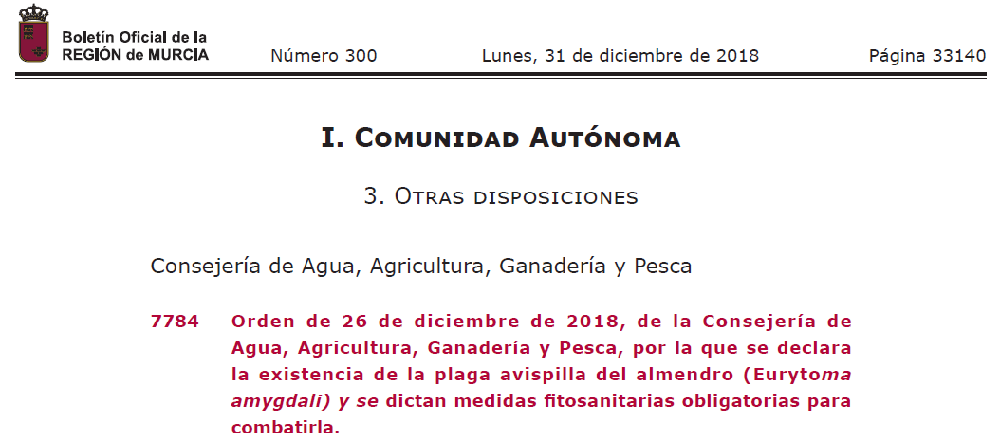 Boletín Oficial de la
REGIÓN de MURCIA
Número 300 Lunes, 31 de diciembre de 2018 Página 33140
I. Comunidad Autónoma
3. Otras disposiciones
Consejería de Agua, Agricultura, Ganadería y Pesca
7784 Orden de 26 de diciembre de 2018, de la Consejería de
Agua, Agricultura, Ganadería y Pesca, por la que se declara
la existencia de la plaga avispilla del almendro (Eurytoma
amygdali) y se dictan medidas fitosanitarias obligatorias para
combatirla.